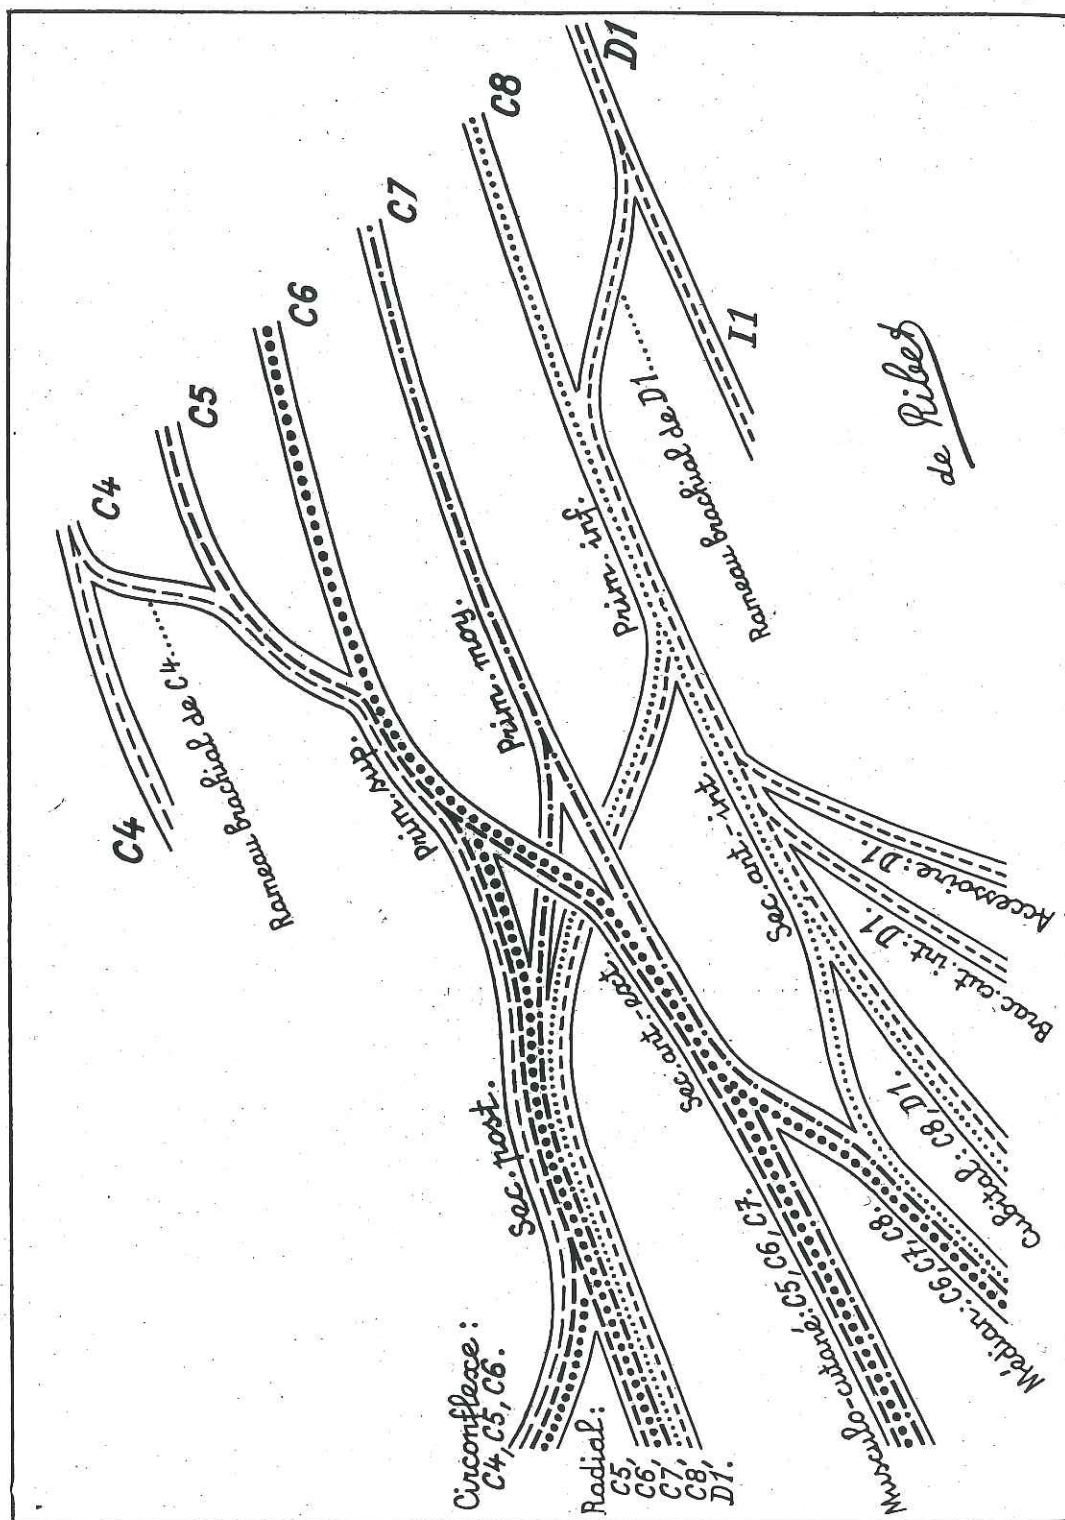 C4
C4
Rameau brachial de C4
C5
C6
C7
C8
D1
I1
Rameau brachial de D1
Prim. sup.
Prim. moy.
Prim. inf.
Sec. post.
Sec. ant.-ext.
Sec. ant.-int.
Circonflexe :
C4, C5, C6.
Radial :
C5,
C6,
C7,
C8,
D1.
Musculo-cutané: C5, C6, C7.
Médian: C6, C7, C8.
Cubital : C8, D1.
Brac. cut. int: D1.
Accessoire: D1.
de Ribet